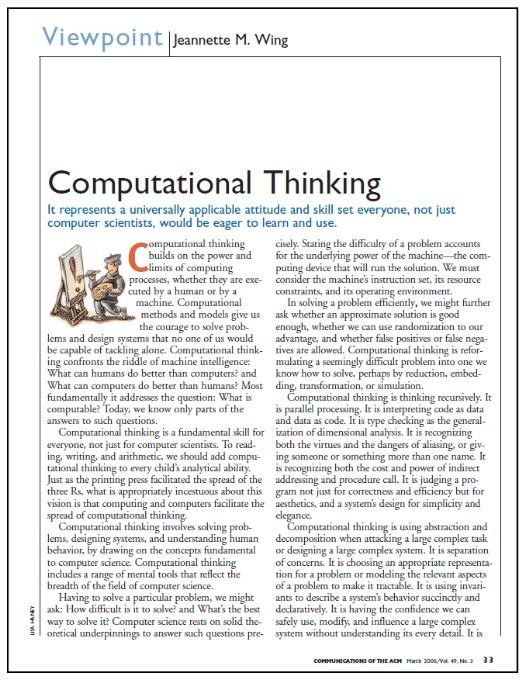 Viewpoint
Jeannette M. Wing
Computational Thinking
It represents a universally applicable attitude and skill set everyone, not just
computer scientists, would be eager to learn and use.
Computational thinking
builds on the power and
limits of computing
processes, whether they are exe-
cuted by a human or by a
machine. Computational
methods and models give us
the courage to solve prob-
lems and design systems that no one of us would
be capable of tackling alone. Computational think-
ing confronts the riddle of machine intelligence:
What can humans do better than computers? and
What can computers do better than humans? Most
fundamentally it addresses the question: What is
computable? Today, we know only parts of the
answers to such questions.
Computational thinking is a fundamental skill for
everyone, not just for computer scientists. To read-
ing, writing, and arithmetic, we should add compu-
tational thinking to every child's analytical ability.
Just as the printing press facilitated the spread of the
three Rs, what is appropriately incestuous about this
vision is that computing and computers facilitate the
spread of computational thinking.
Computational thinking involves solving prob-
lems, designing systems, and understanding human
behavior, by drawing on the concepts fundamental
to computer science. Computational thinking
includes a range of mental tools that reflect the
breadth of the field of computer science.
Having to solve a particular problem, we might
ask: How difficult is it to solve? and What's the best
way to solve it? Computer science rests on solid the-
oretical underpinnings to answer such questions pre-
cisely. Stating the difficulty of a problem accounts
for the underlying power of the machine—the com-
puting device that will run the solution. We must
consider the machine's instruction set, its resource
constraints, and its operating environment.
In solving a problem efficiently, we might further
ask whether an approximate solution is good
enough, whether we can use randomization to our
advantage, and whether false positives or false nega-
tives are allowed. Computational thinking is refor-
mulating a seemingly difficult problem into one we
know how to solve, perhaps by reduction, embed-
ding, transformation, or simulation.
Computational thinking is thinking recursively. It
is parallel processing. It is interpreting code as data
and data as code. It is type checking as the general-
ization of dimensional analysis. It is recognizing
both the virtues and the dangers of aliasing, or giv-
ing someone or something more than one name. It
is recognizing both the cost and power of indirect
addressing and procedure call. It is judging a pro-
gram not just for correctness and efficiency but for
aesthetics, and a system's design for simplicity and
elegance.
Computational thinking is using abstraction and
decomposition when attacking a large complex task
or designing a large complex system. It is separation
of concerns. It is choosing an appropriate representa-
tion for a problem or modeling the relevant aspects
of a problem to make it tractable. It is using invari-
ants to describe a system's behavior succinctly and
declaratively. It is having the confidence we can
safely use, modify, and influence a large complex
system without understanding its every detail. It is
LISA HANEY
COMMUNICATIONS OF THE ACM March 2006/Vol. 49, No. 3 33